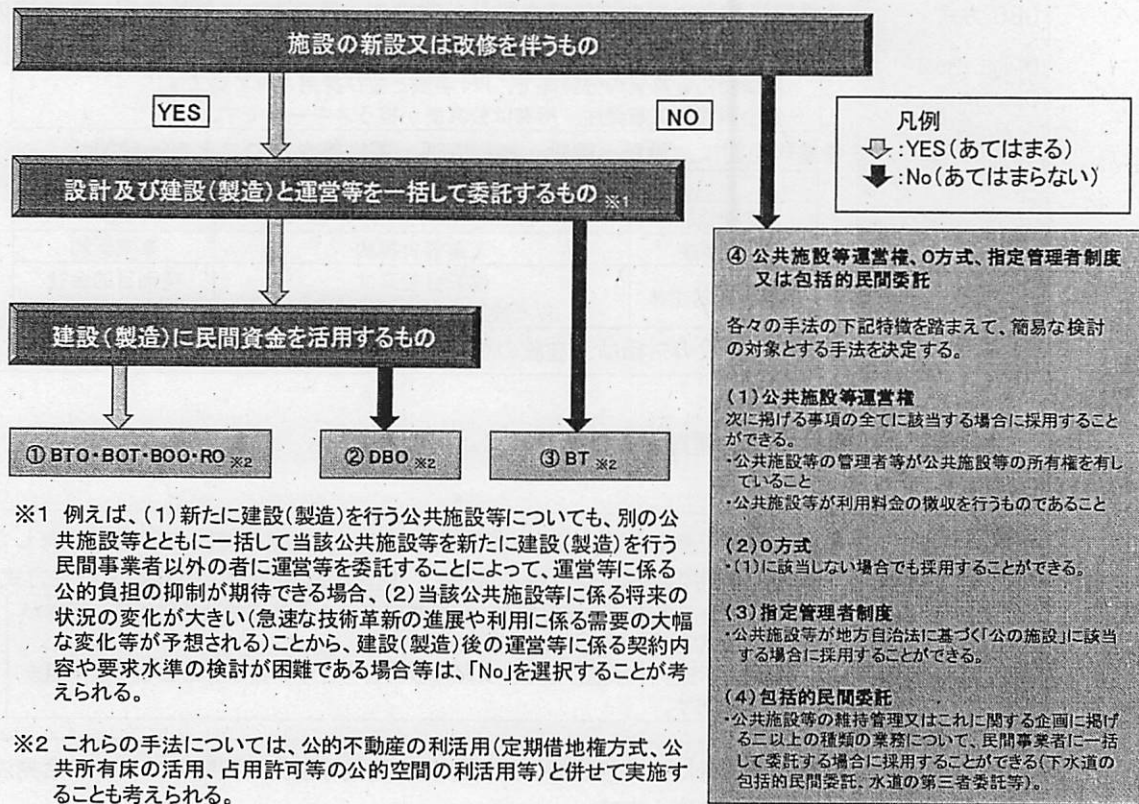 施設の新設又は改修を伴うもの
YES
NO
凡例
:YES(あてはまる)
:No(あてはまらない)
設計及び建設(製造)と運営等を一括して委託するもの ※1
建設(製造)に民間資金を活用するもの
① BTO・BOT・BOO・RO ※2
② DBO ※2
③ BT ※2
※1 例えば、(1)新たに建設(製造)を行う公共施設等についても、別の公
共施設等とともに一括して当該公共施設等を新たに建設(製造)を行う
民間事業者以外の者に運営等を委託することによって、運営等に係る
公的負担の抑制が期待できる場合、(2)当該公共施設等に係る将来の
状況の変化が大きい(急速な技術革新の進展や利用に係る需要の大幅
な変化等が予想される)ことから、建設(製造)後の運営等に係る契約内
容や要求水準の検討が困難である場合等は、「No」を選択することが考
えられる。
※2 これらの手法については、公的不動産の利活用(定期借地権方式、公
共所有床の活用、占用許可等の公的空間の利活用等)と併せて実施す
ることも考えられる。
④ 公共施設等運営権、O方式、指定管理者制度
又は包括的民間委託
各々の手法の下記特徴を踏まえて、簡易な検討
の対象とする手法を決定する。
(1)公共施設等運営権
次に掲げる事項の全てに該当する場合に採用すること
ができる。
・公共施設等の管理者等が公共施設等の所有権を有し
ていること
・公共施設等が利用料金の徴収を行うものであること
(2)O方式
・(1)に該当しない場合でも採用することができる。
(3)指定管理者制度
・公共施設等が地方自治法に基づく「公の施設」に該当
する場合に採用することができる。
(4)包括的民間委託
・公共施設等の維持管理又はこれに関する企画に掲げ
る二以上の種類の業務について、民間事業者に一括
して委託する場合に採用することができる(下水道の
包括的民間委託、水道の第三者委託等)。